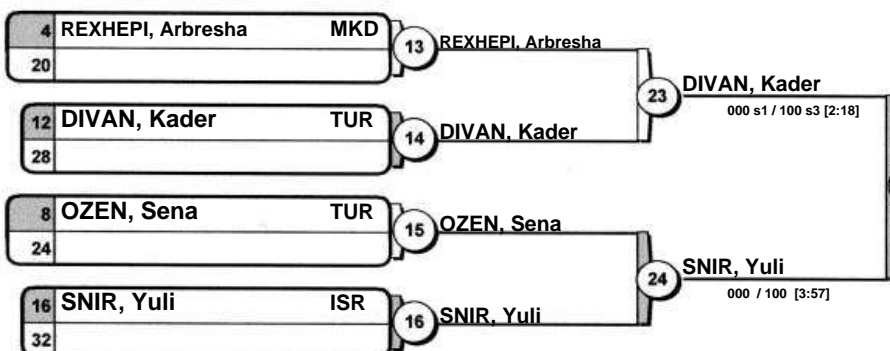 4 REXHEPI, Arbresha MKD
20
13 REXHEPI, Arbresha
12 DIVAN, Kader TUR
28
14 DIVAN, Kader
23 DIVAN, Kader
000 s1 / 100 s3 [2:18]
8 OZEN, Sena TUR
24
15 OZEN, Sena
16 SNIR, Yuli ISR
32
16 SNIR, Yuli
24 SNIR, Yuli
000 / 100 [3:57]